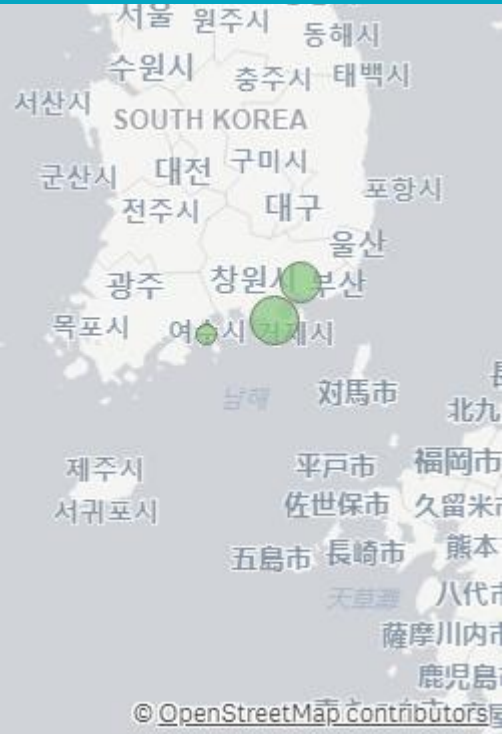 서울 원주시
동해시
수원시
충주시 태백시
서산시
SOUTH KOREA
군산시 대전 구미시
포항시
전주시 대구
울산
광주 창원시 부산
목포시 여수시 거제시
남해
対馬市
北九
제주시 平戸市 福岡市
서귀포시 佐世保市 久留米市
五島市 長崎市 熊本
天草灘 八代市
薩摩川内市
鹿児島
© OpenStreetMap contributors